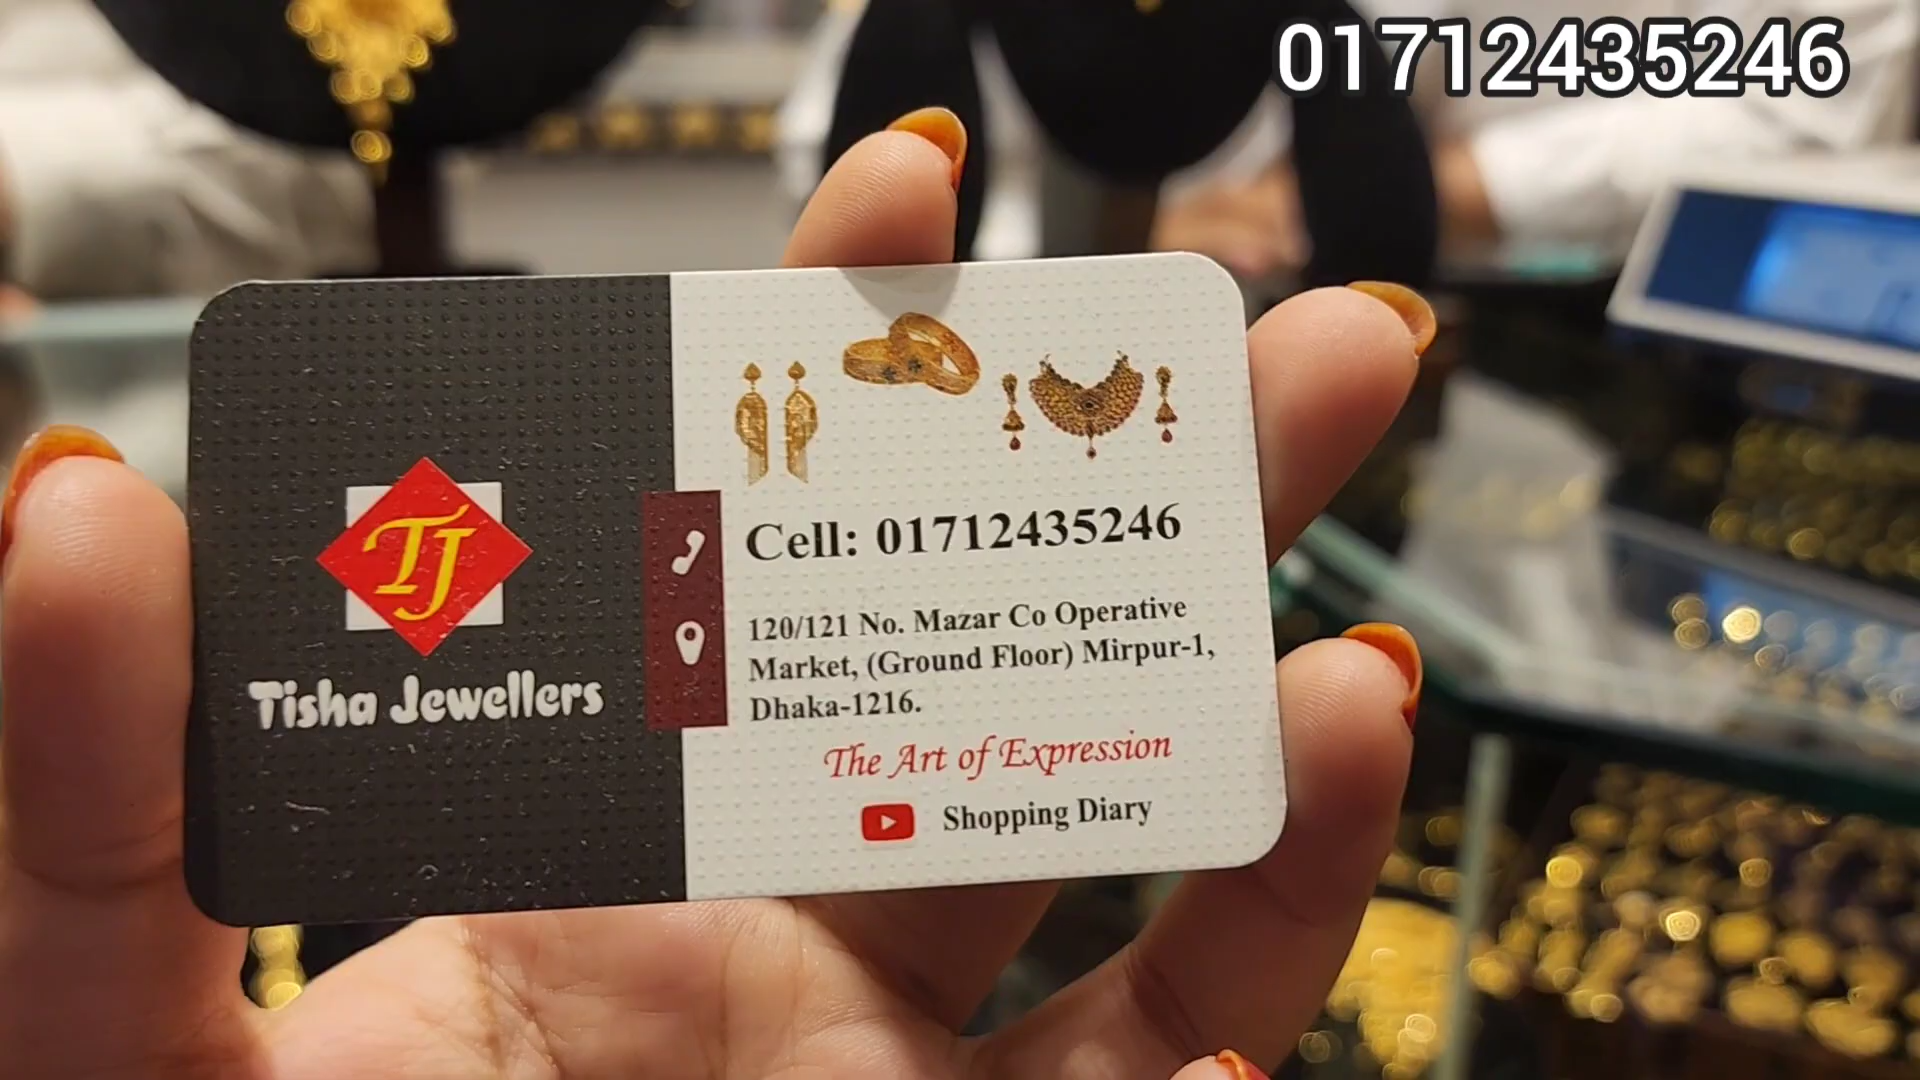 01712435246
TJ
Tisha Jewellers
Cell: 01712435246
120/121 No. Mazar Co Operative
Market, (Ground Floor) Mirpur-1,
Dhaka-1216.
The Art of Expression
Shopping Diary